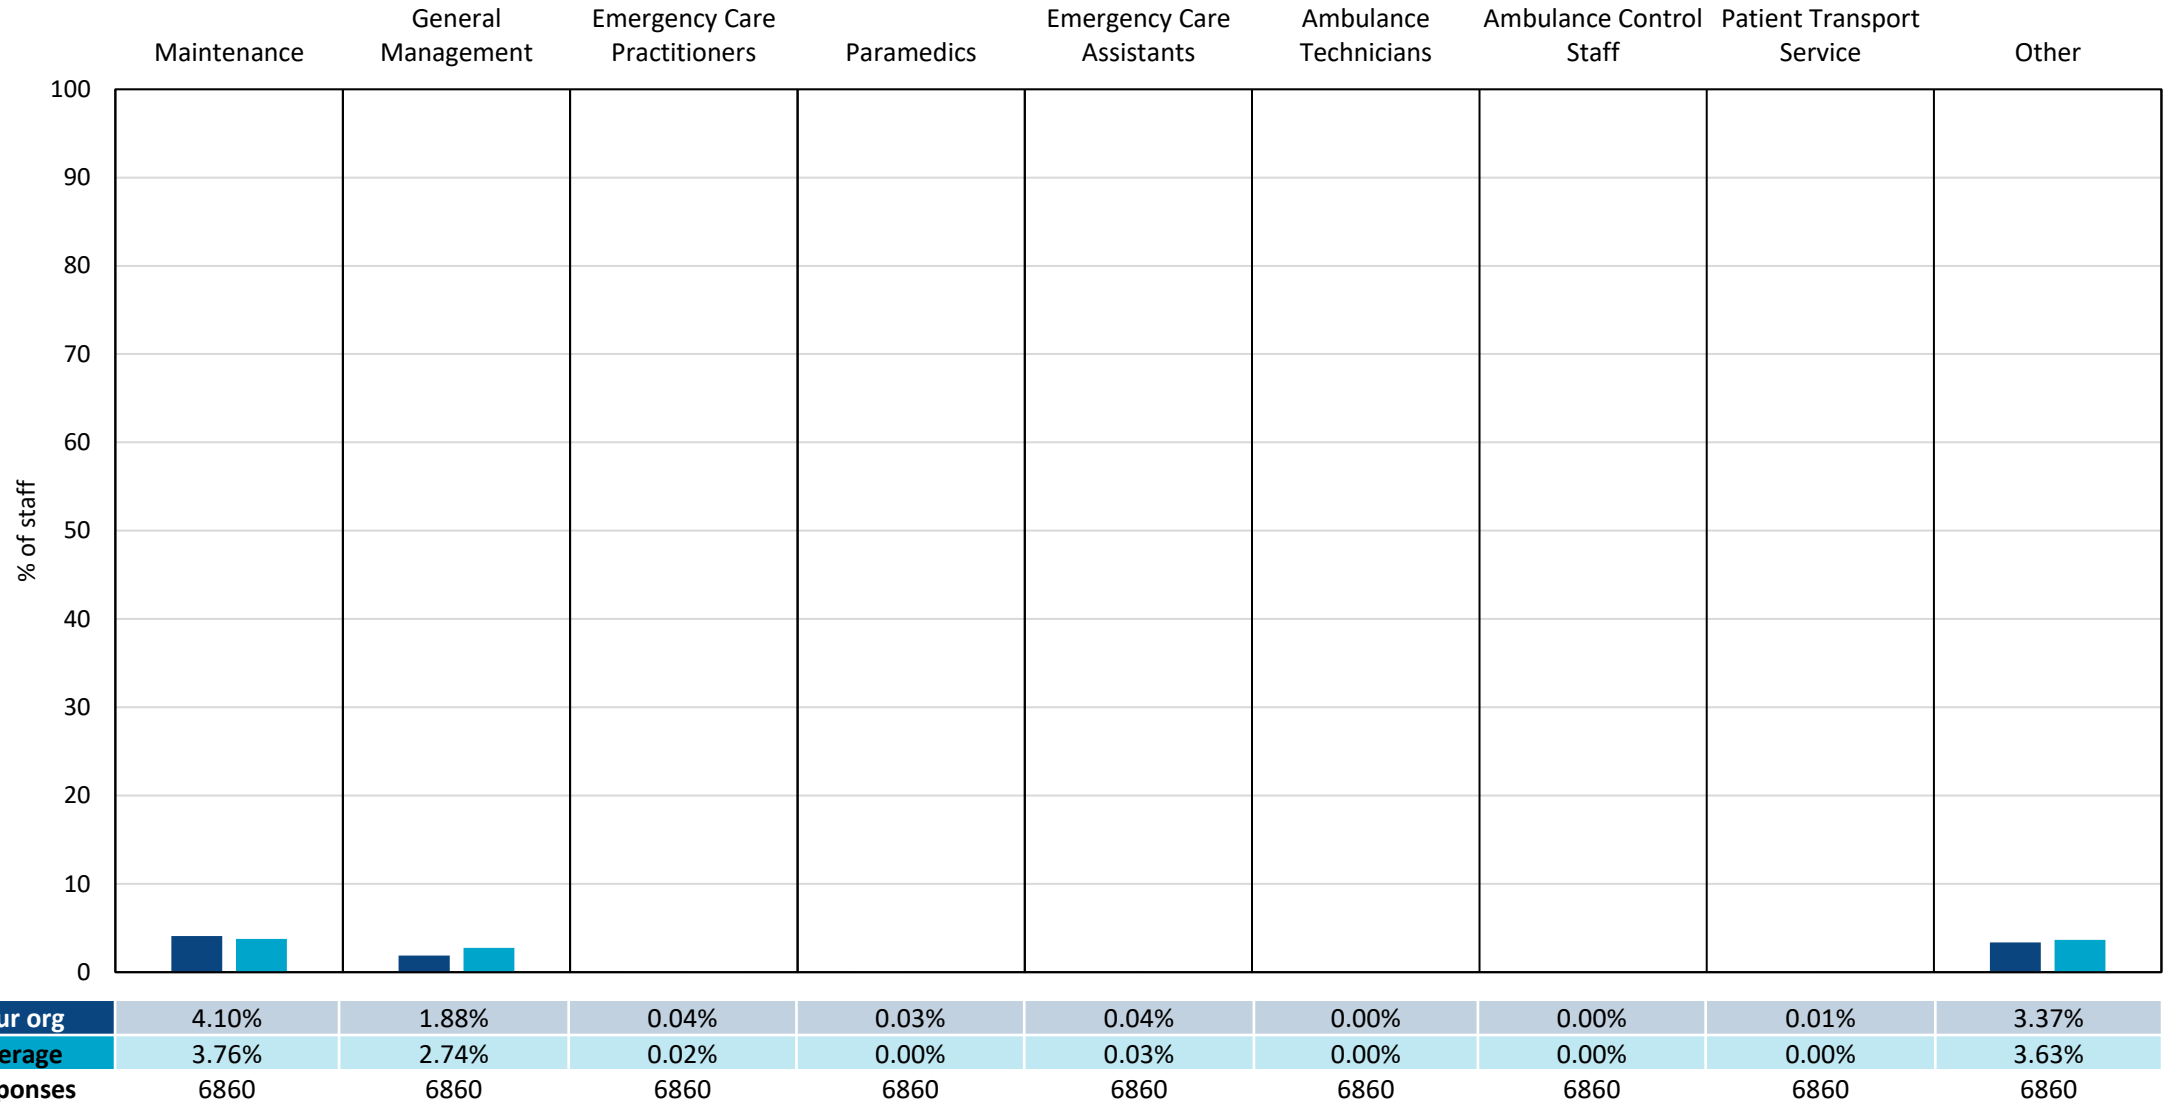 Maintenance
General
Management
Emergency Care
Practitioners
Paramedics
Emergency Care
Assistants
Ambulance
Technicians
Ambulance Control
Staff
Patient Transport
Service
Other
% of staff
100
90
80
70
60
50
40
30
20
10
0
ur org 4.10% 1.88% 0.04% 0.03% 0.04% 0.00% 0.00% 0.01% 3.37%
erage 3.76% 2.74% 0.02% 0.00% 0.03% 0.00% 0.00% 0.00% 3.63%
ponses 6860 6860 6860 6860 6860 6860 6860 6860 6860